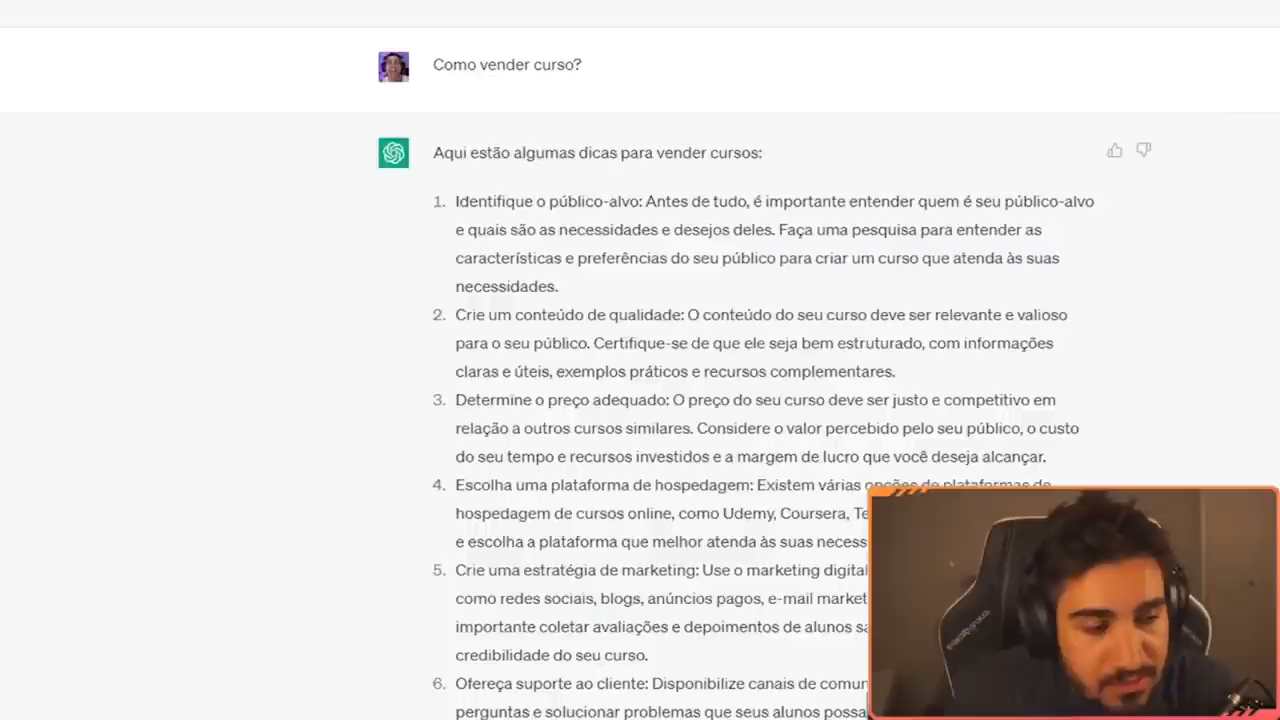 Como vender curso?
Aqui estão algumas dicas para vender cursos:
1. Identifique o público-alvo: Antes de tudo, é importante entender quem é seu público-alvo
e quais são as necessidades e desejos deles. Faça uma pesquisa para entender as
características e preferências do seu público para criar um curso que atenda às suas
necessidades.
2. Crie um conteúdo de qualidade: O conteúdo do seu curso deve ser relevante e valioso
para o seu público. Certifique-se de que ele seja bem estruturado, com informações
claras e úteis, exemplos práticos e recursos complementares.
3. Determine o preço adequado: O preço do seu curso deve ser justo e competitivo em
relação a outros cursos similares. Considere o valor percebido pelo seu público, o custo
do seu tempo e recursos investidos e a margem de lucro que você deseja alcançar.
4. Escolha uma plataforma de hospedagem: Existem várias opções de plataformas de
hospedagem de cursos online, como Udemy, Coursera,
e escolha a plataforma que melhor atenda às suas
5. Crie uma estratégia de marketing: Use o marketing digital
como redes sociais, blogs, anúncios pagos, e-mail
importante coletar avaliações e depoimentos de alunos
credibilidade do seu curso.
6. Ofereça suporte ao cliente: Disponibilize canais de
perguntas e solucionar problemas que seus alunos